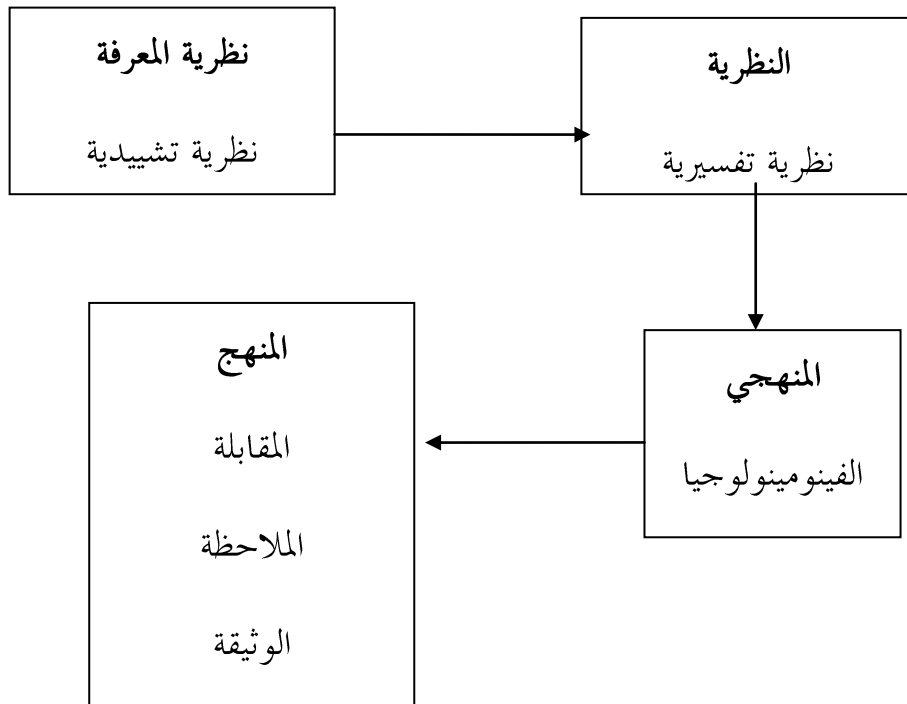 نظرية المعرفة
نظرية تشييدية
النظرية
نظرية تفسيرية
المنهجي
الفينومينولوجيا
المنهج
المقابلة
الملاحظة
الوثيقة